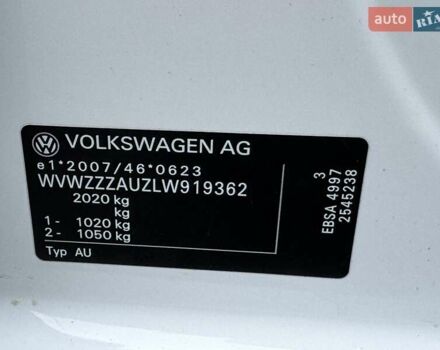 auto RIA
VOLKSWAGEN AG
e1*2007/46*0623
WVWZZZAUZLW919362
2020 kg
kg
1- 1020 kg
2- 1050 kg
Typ AU
3
EBSA 4997
2545238